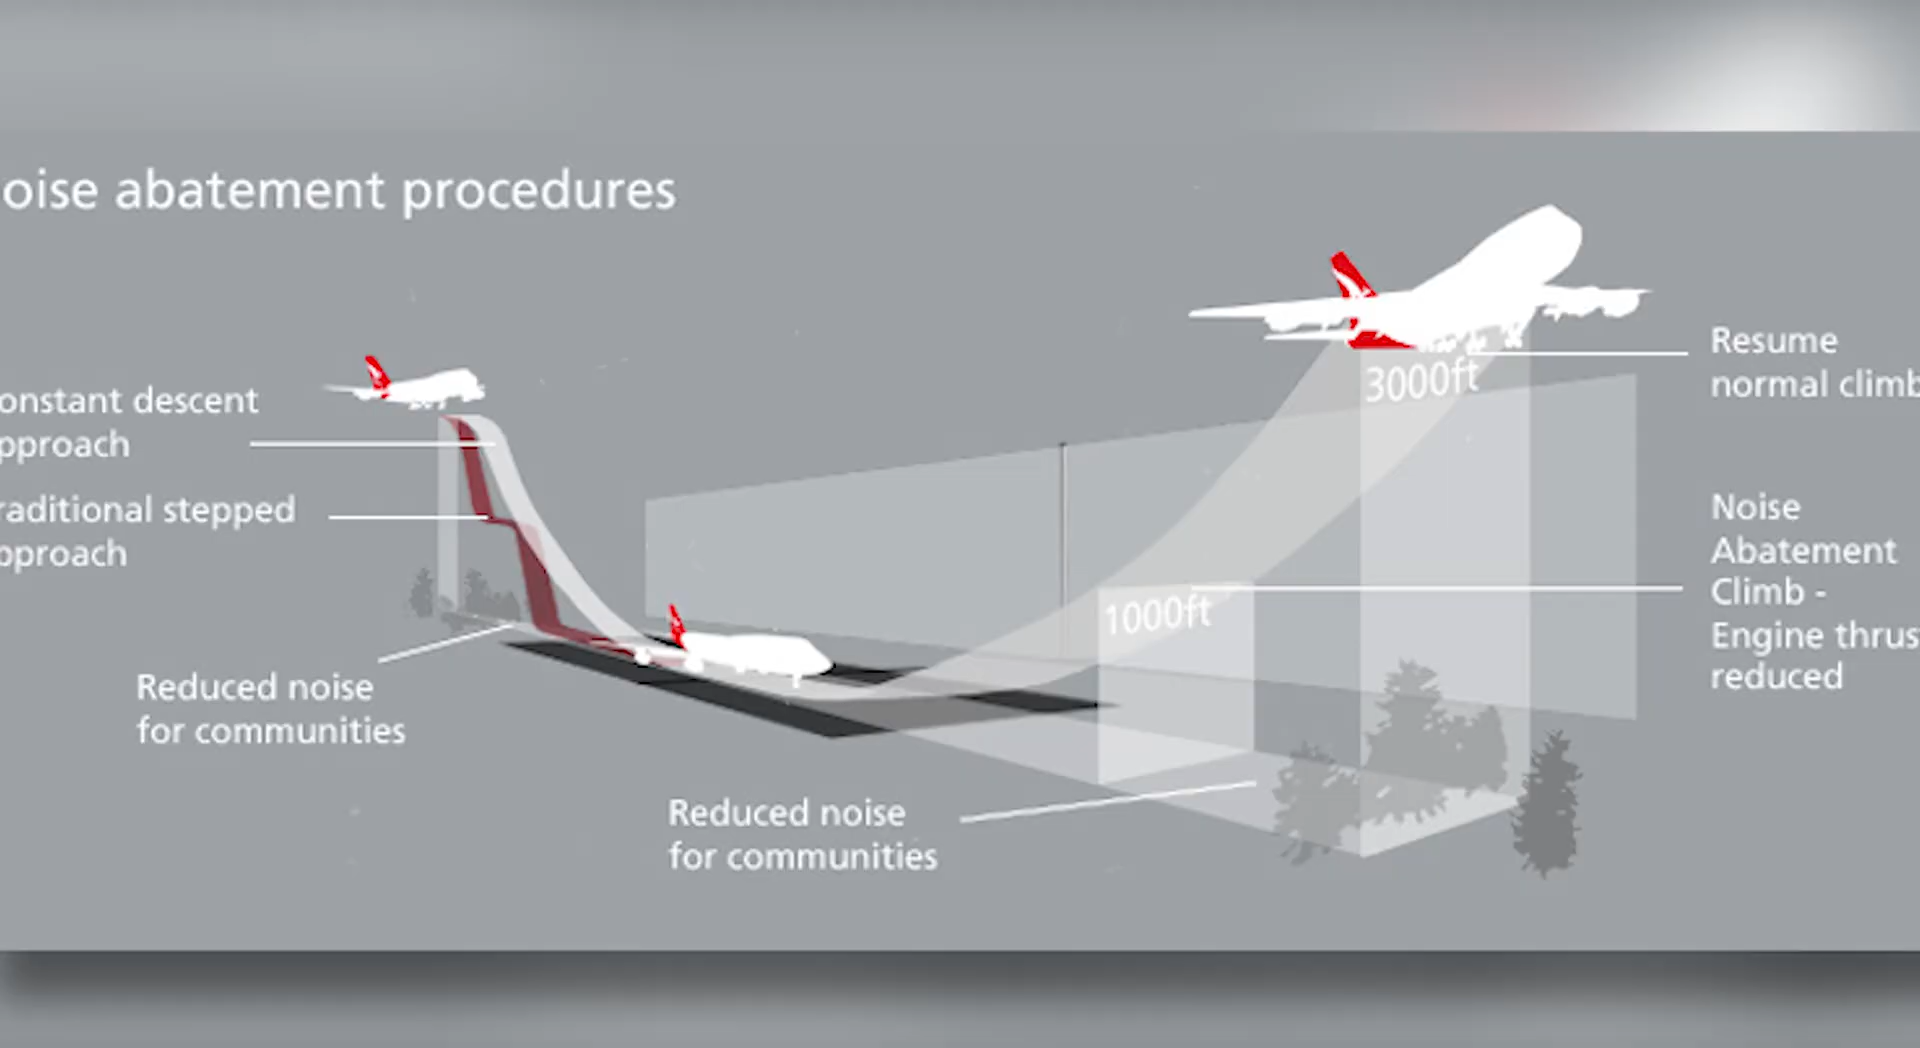 oise abatement procedures
onstant descent
pproach
raditional stepped
pproach
Reduced noise
for communities
Reduced noise
for communities
1000ft
3000ft
Resume
normal climb
Noise
Abatement
Climb -
Engine thrus
reduced